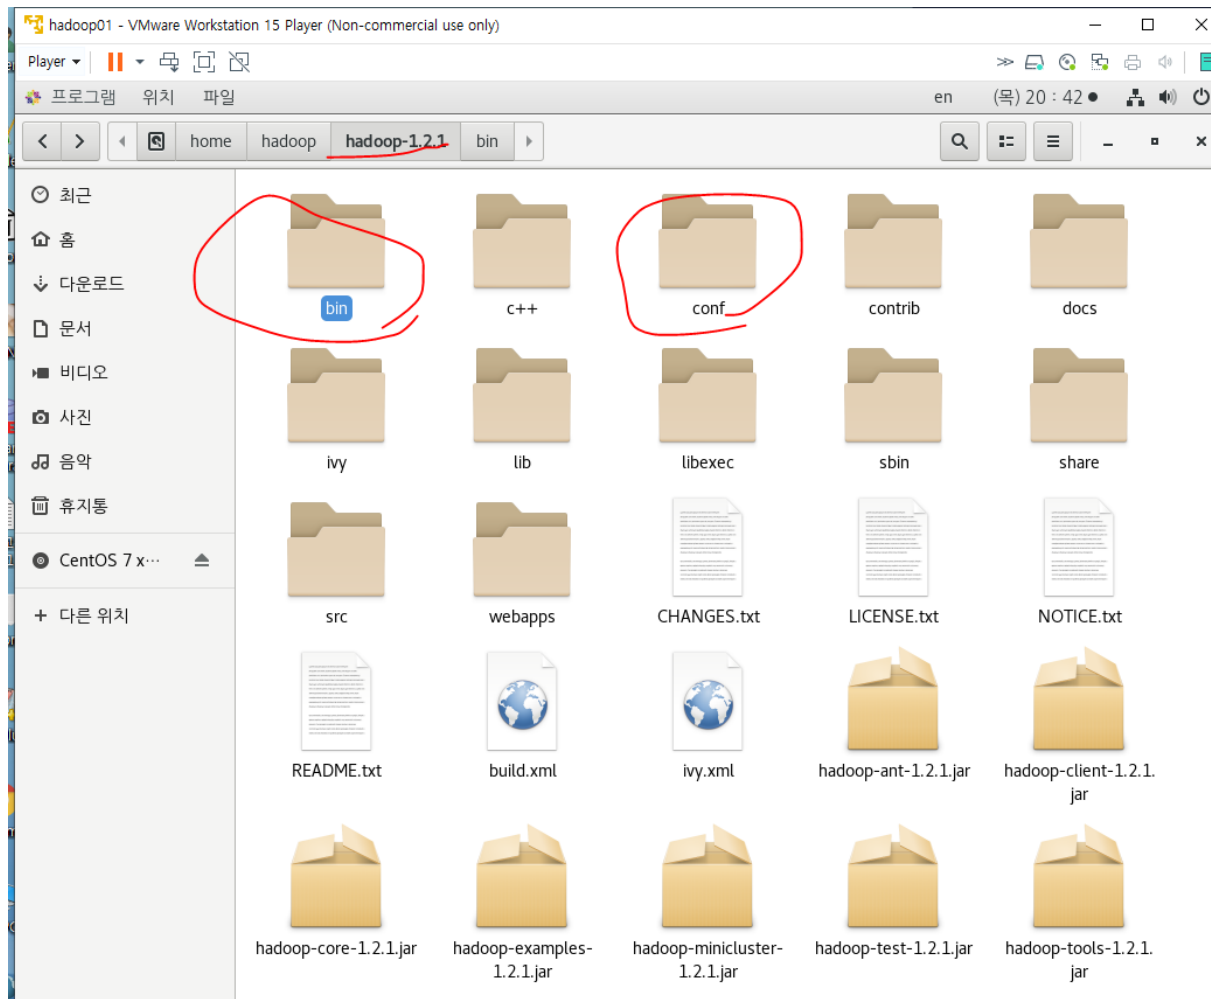 hadoop01 - VMware Workstation 15 Player (Non-commercial use only)
Player
프로그램 위치 파일 en (목) 20 : 42
home hadoop hadoop-1.2.1 bin
최근
홈
다운로드
문서
비디오
사진
음악
휴지통
CentOS 7 x···
+ 다른 위치
bin c++ conf contrib docs
ivy lib libexec sbin share
src webapps CHANGES.txt LICENSE.txt NOTICE.txt
README.txt build.xml ivy.xml hadoop-ant-1.2.1.jar hadoop-client-1.2.1.
jar
hadoop-core-1.2.1.jar hadoop-examples- hadoop-minicluster- hadoop-test-1.2.1.jar hadoop-tools-1.2.1.
1.2.1.jar 1.2.1.jar jar